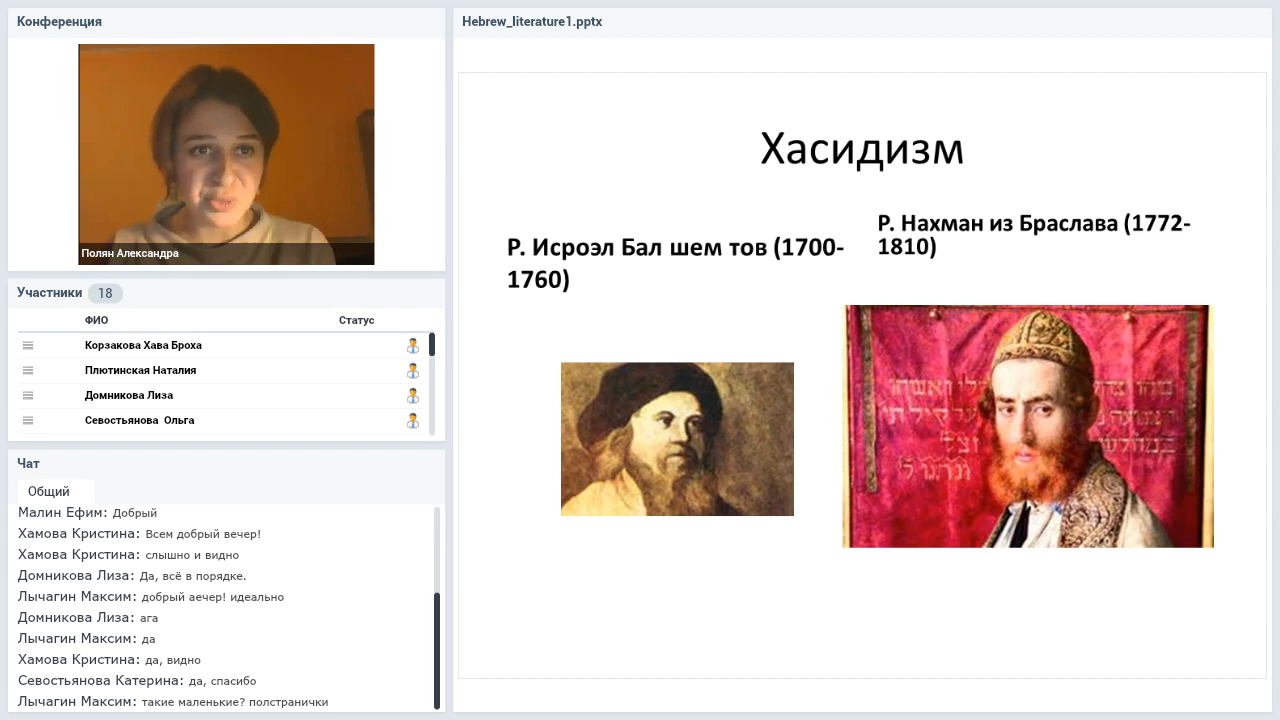 Конференция
Полян Александра
Участники 18
ФИО Статус
Корзакова Хава Броха
Плютинская Наталия
Домникова Лиза
Севостьянова Ольга
Чат
Общий
Малин Ефим: Добрый
Хамова Кристина: Всем добрый вечер!
Хамова Кристина: слышно и видно
Домникова Лиза: Да, всё в порядке.
Лычагин Максим: добрый аечер! идеально
Домникова Лиза: ага
Лычагин Максим: да
Хамова Кристина: да, видно
Севостьянова Катерина: да, спасибо
Лычагин Максим: такие маленькие? полстранички
Hebrew_literature1.pptx
Хасидизм
Р. Исроэл Бал шем тов (1700-
1760)
Р. Нахман из Браслава (1772-
1810)